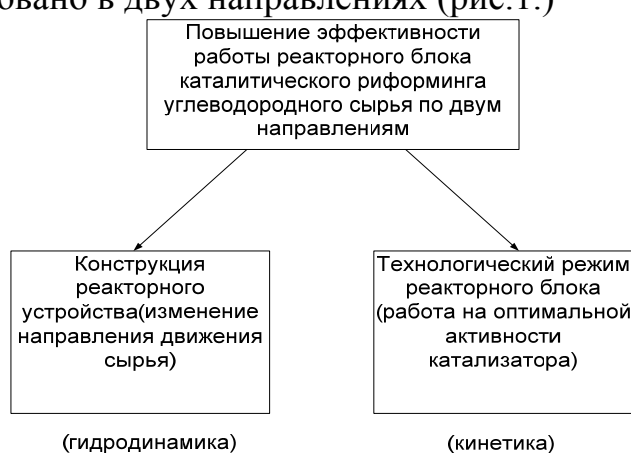 овано в двух направлениях (рис.1.)
Повышение эффективности
работы реакторного блока
каталитического риформинга
углеводородного сырья по двум
направлениям
Конструкция
реакторного
устройства(изменение
направления движения
сырья)
Технологический режим
реакторного блока
(работа на оптимальной
активности
катализатора)
(гидродинамика)
(кинетика)